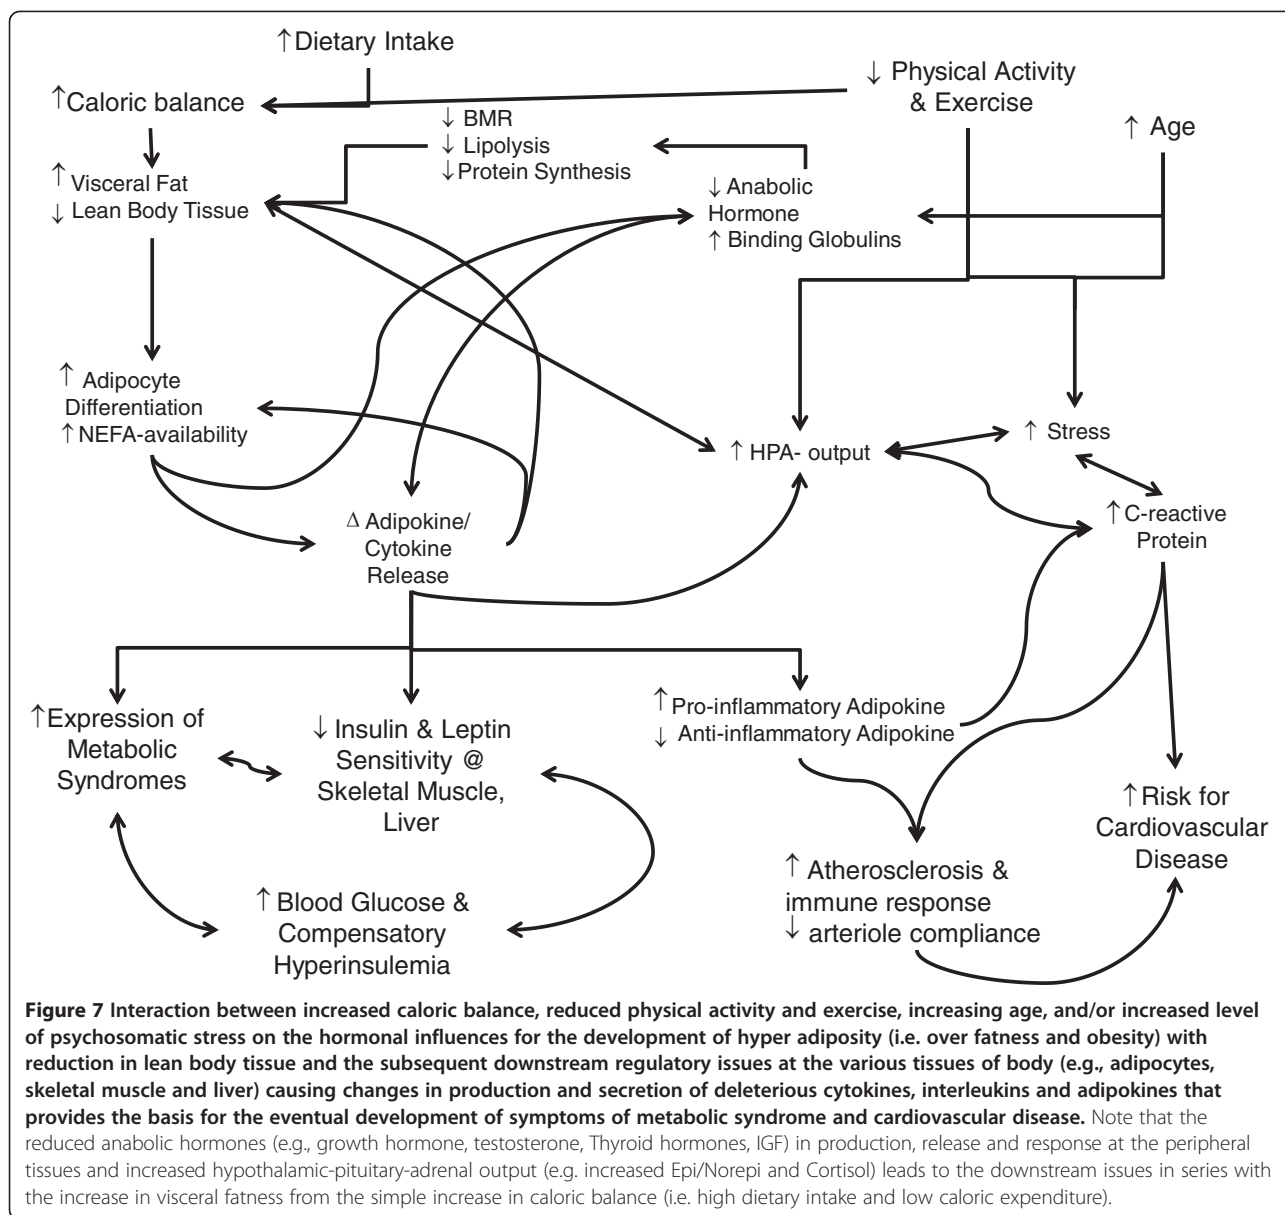 ↑Dietary Intake
↓ Physical Activity
& Exercise
↑Caloric balance
↑ Age
↓ BMR
↓ Lipolysis
↓Protein Synthesis
↑ Visceral Fat
↓ Lean Body Tissue
↓ Anabolic
Hormone
↑ Binding Globulins
↑ Adipocyte
Differentiation
↑ NEFA-availability
↑ HPA- output
↑ Stress
↑C-reactive
Protein
Δ Adipokine/
Cytokine
Release
↑Expression of
Metabolic
Syndromes
↓ Insulin & Leptin
Sensitivity @
Skeletal Muscle,
Liver
↑ Pro-inflammatory Adipokine
↓ Anti-inflammatory Adipokine
↑Risk for
Cardiovascular
Disease
↑ Atherosclerosis &
immune response
↓ arteriole compliance
↑ Blood Glucose &
Compensatory
Hyperinsulemia
Figure 7 Interaction between increased caloric balance, reduced physical activity and exercise, increasing age, and/or increased level
of psychosomatic stress on the hormonal influences for the development of hyper adiposity (i.e. over fatness and obesity) with
reduction in lean body tissue and the subsequent downstream regulatory issues at the various tissues of body (e.g., adipocytes,
skeletal muscle and liver) causing changes in production and secretion of deleterious cytokines, interleukins and adipokines that
provides the basis for the eventual development of symptoms of metabolic syndrome and cardiovascular disease. Note that the
reduced anabolic hormones (e.g., growth hormone, testosterone, Thyroid hormones, IGF) in production, release and response at the peripheral
tissues and increased hypothalamic-pituitary-adrenal output (e.g. increased Epi/Norepi and Cortisol) leads to the downstream issues in series with
the increase in visceral fatness from the simple increase in caloric balance (i.e. high dietary intake and low caloric expenditure).